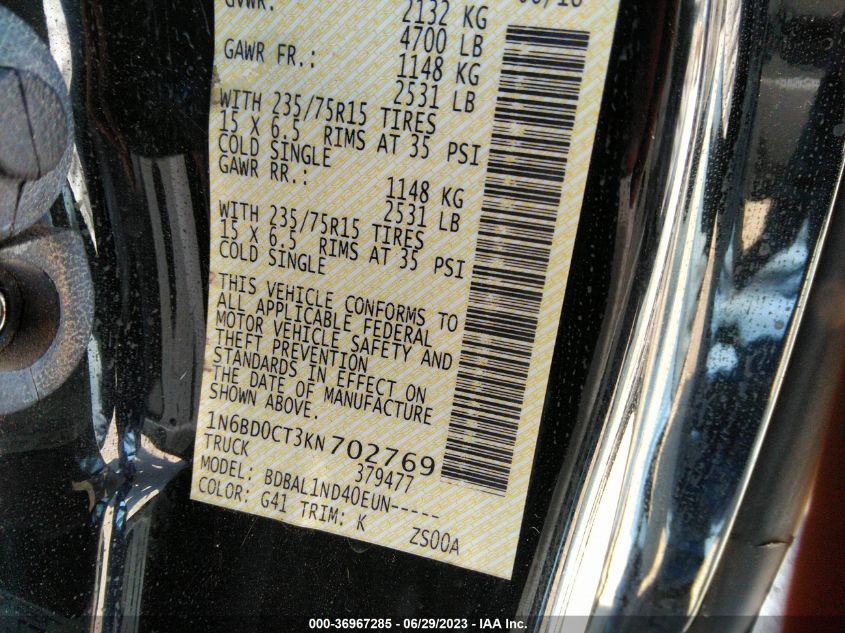 GVWR: 2132 KG
4700 LB
GAWR FR.: 1148 KG
2531 LB
WITH 235/75R15 TIRES
15 X 6.5 RIMS AT 35 PSI
COLD SINGLE
GAWR RR.: 1148 KG
2531 LB
WITH 235/75R15 TIRES
15 X 6.5 RIMS AT 35 PSI
COLD SINGLE
THIS VEHICLE CONFORMS TO
ALL APPLICABLE FEDERAL
MOTOR VEHICLE SAFETY AND
THEFT PREVENTION
STANDARDS IN EFFECT ON
THE DATE OF MANUFACTURE
SHOWN ABOVE.
1N6BD0CT3KN702769
TRUCK 379477
MODEL: BDBAL1ND40EUN-----
COLOR: G41 TRIM: K ZS00A
000-36967285 - 06/29/2023 - IAA Inc.